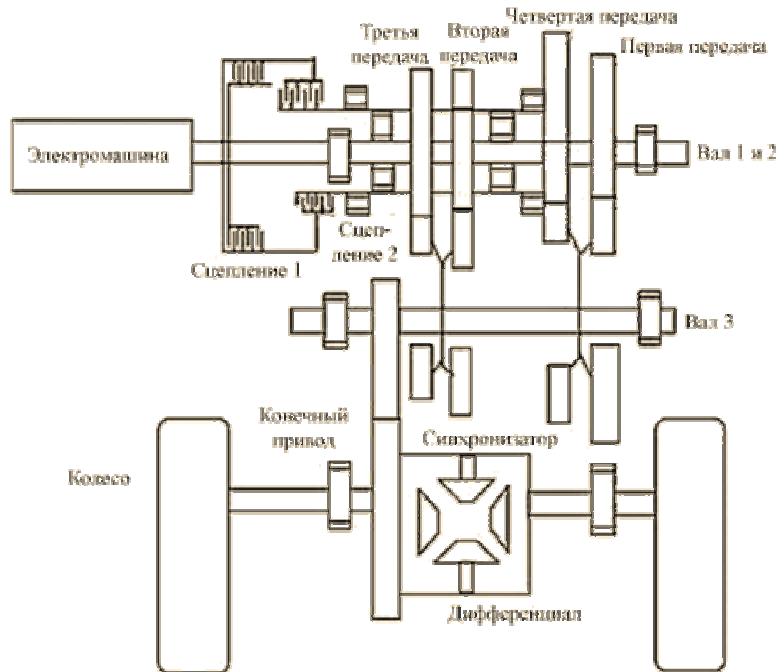 Четвертая передача
Третья
передача
Вторая
передача
Первая передача
Электромашина
Вал 1 и 2
Сцеп-
ление 2
Сцепление 1
Вал 3
Конечный
привод
Синхронизатор
Колесо
Дифференциал